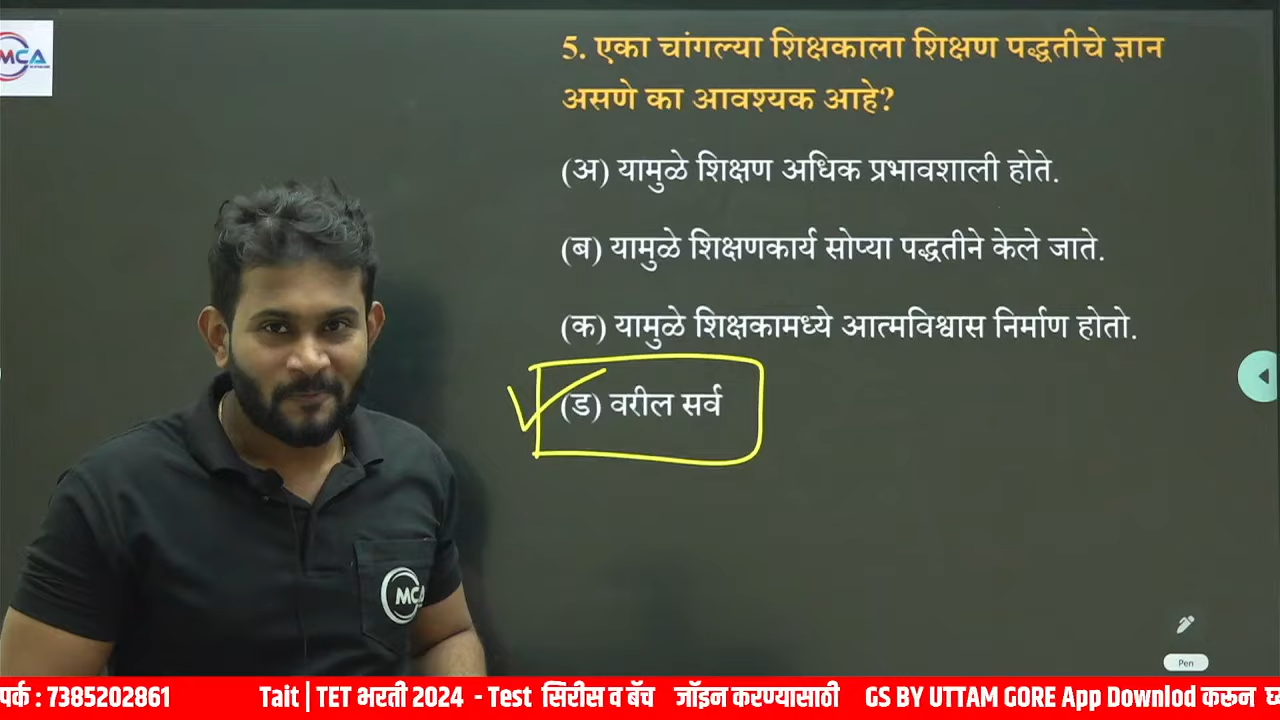 MCA
5. एका चांगल्या शिक्षकाला शिक्षण पद्धतीचे ज्ञान
असणे का आवश्यक आहे?
(अ) यामुळे शिक्षण अधिक प्रभावशाली होते.
(ब) यामुळे शिक्षणकार्य सोप्या पद्धतीने केले जाते.
(क) यामुळे शिक्षकामध्ये आत्मविश्वास निर्माण होतो.
(ड) वरील सर्व
MCA
Pen
पर्क : 7385202861 Tait | TET भरती 2024 - Test सिरीस व बॅच जॉइन करण्यासाठी GS BY UTTAM GORE App Downlod करून